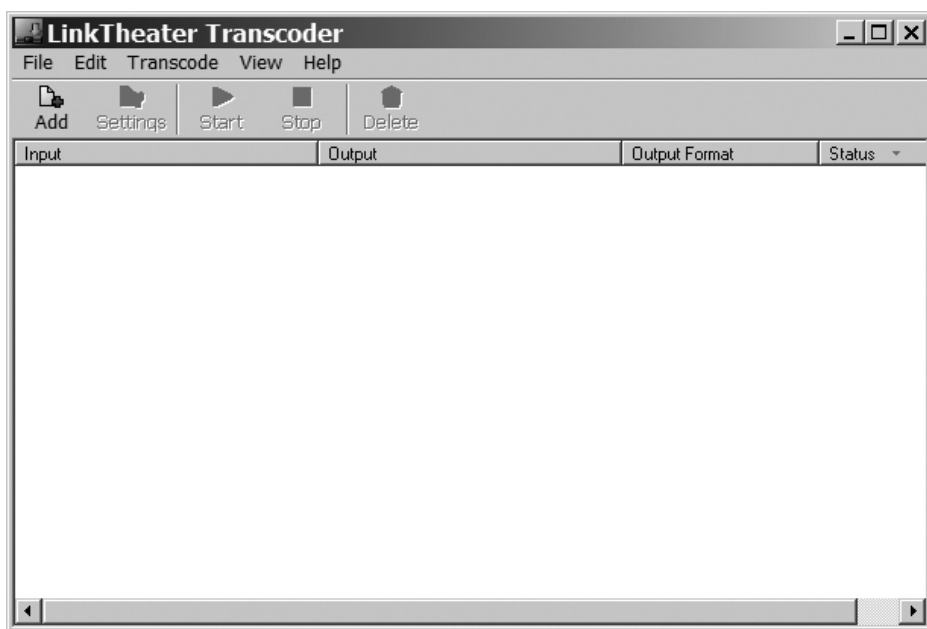 LinkTheater Transcoder
File Edit Transcode View Help
Add Settings Start Stop Delete
Input Output Output Format Status